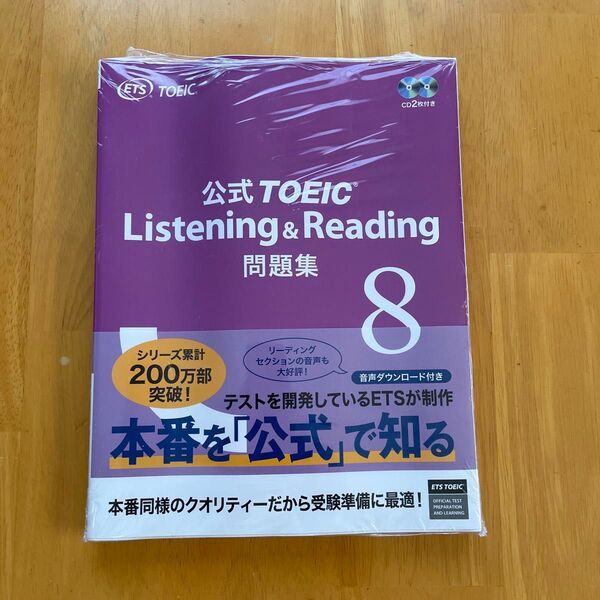 ETS TOEIC®
CD2枚付き
公式 TOEIC®
Listening & Reading
問題集
8
シリーズ累計
200万部
突破！
リーディング
セクションの音声も
大好評！
音声ダウンロード付き
テストを開発しているETSが制作
本番を「公式」で知る
本番同様のクオリティーだから受験準備に最適！
ETS TOEIC
OFFICIAL TEST
PREPARATION
AND LEARNING